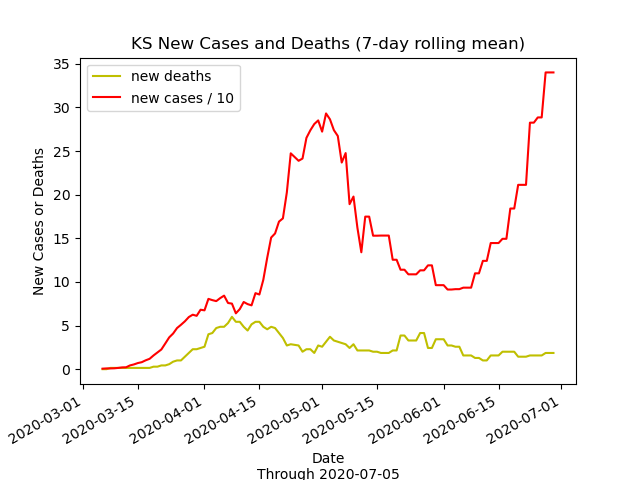 KS New Cases and Deaths (7-day rolling mean)
new deaths
new cases / 10
New Cases or Deaths
35
30
25
20
15
10
5
0
2020-03-01
2020-03-15
2020-04-01
2020-04-15
2020-05-01
2020-05-15
2020-06-01
2020-06-15
2020-07-01
Date
Through 2020-07-05